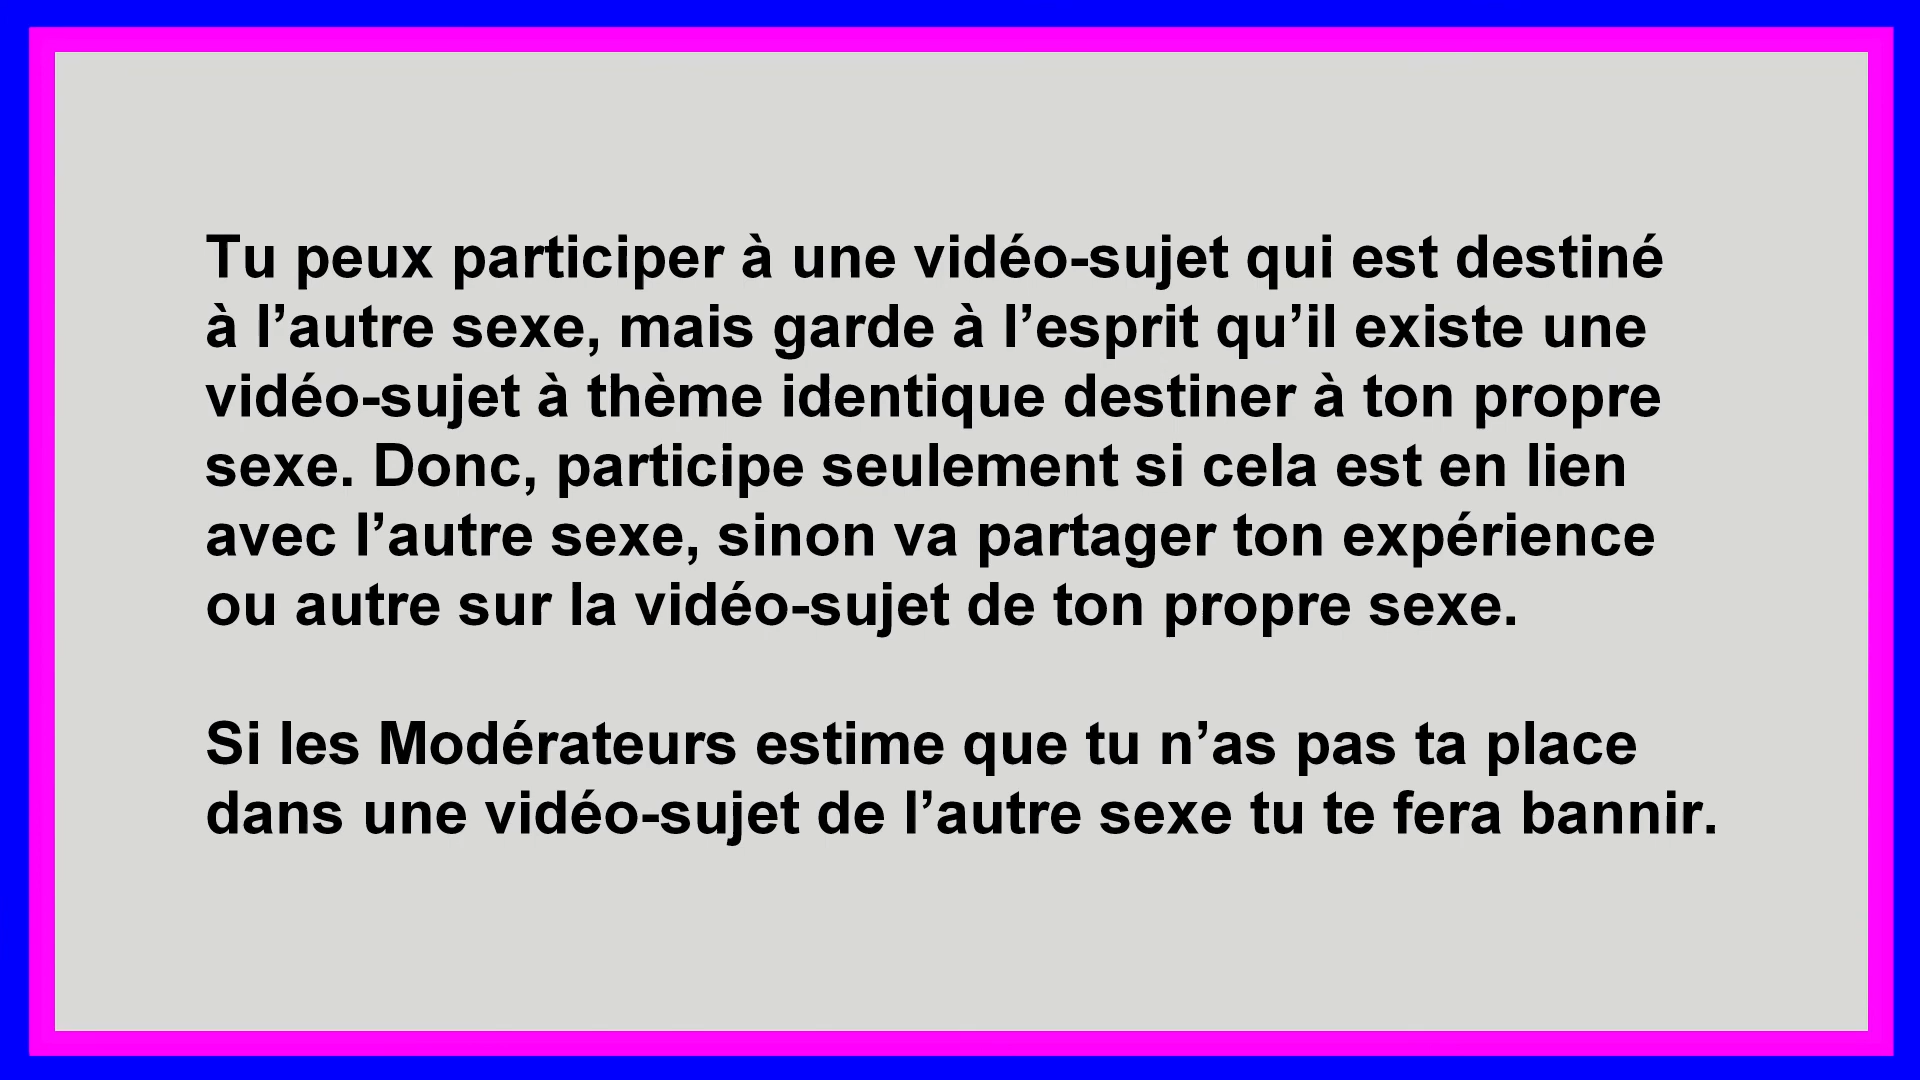 Tu peux participer à une vidéo-sujet qui est destiné
à l’autre sexe, mais garde à l’esprit qu’il existe une
vidéo-sujet à thème identique destiner à ton propre
sexe. Donc, participe seulement si cela est en lien
avec l’autre sexe, sinon va partager ton expérience
ou autre sur la vidéo-sujet de ton propre sexe.
Si les Modérateurs estime que tu n’as pas ta place
dans une vidéo-sujet de l’autre sexe tu te fera bannir.